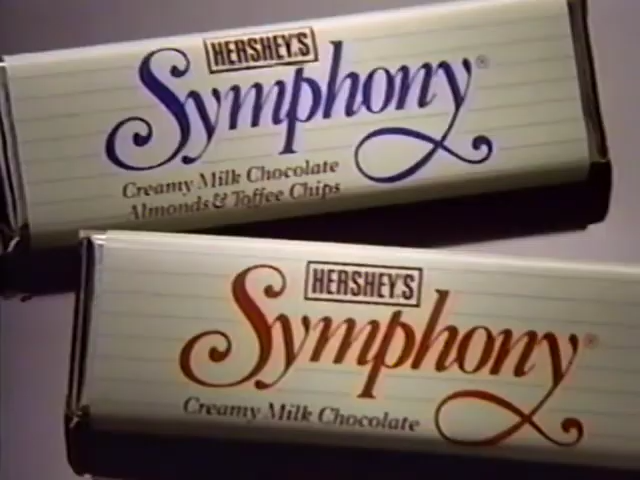 HERSHEY'S
Symphony®
Creamy Milk Chocolate
Almonds & Toffee Chips
HERSHEY'S
Symphony®
Creamy Milk Chocolate